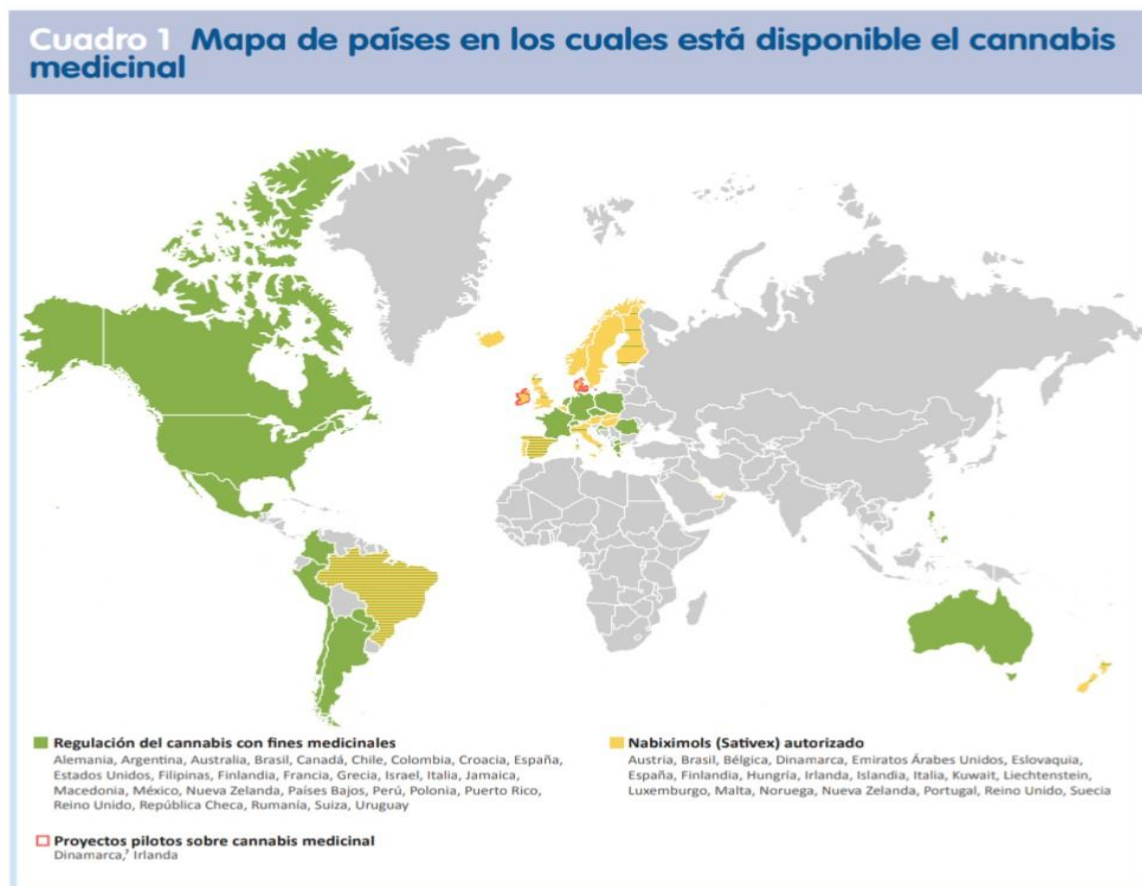 Cuadro 1 Mapa de países en los cuales está disponible el cannabis
medicinal
Regulación del cannabis con fines medicinales
Alemania, Argentina, Australia, Brasil, Canadá, Chile, Colombia, Croacia, España,
Estados Unidos, Filipinas, Finlandia, Francia, Grecia, Israel, Italia, Jamaica,
Macedonia, México, Nueva Zelanda, Países Bajos, Perú, Polonia, Puerto Rico,
Reino Unido, República Checa, Rumanía, Suiza, Uruguay
Nabiximols (Sativex) autorizado
Austria, Brasil, Bélgica, Dinamarca, Emiratos Árabes Unidos, Eslovaquia,
España, Finlandia, Hungría, Irlanda, Islandia, Italia, Kuwait, Liechtenstein,
Luxemburgo, Malta, Noruega, Nueva Zelanda, Portugal, Reino Unido, Suecia
Proyectos pilotos sobre cannabis medicinal
Dinamarca,⁷ Irlanda